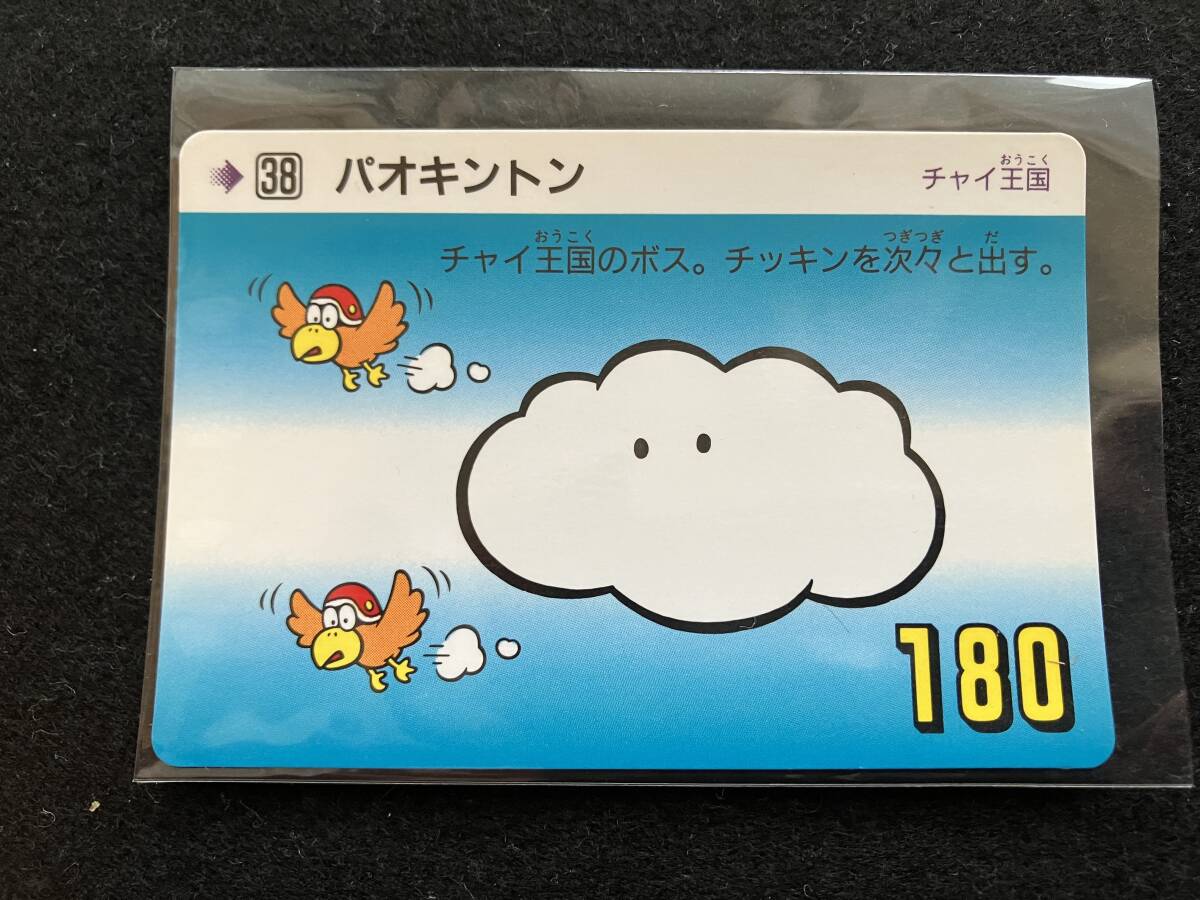 38 パオキントン
おうこく
チャイ王国
おうこく つぎつぎ だ
チャイ王国のボス。チッキンを次々と出す。
180